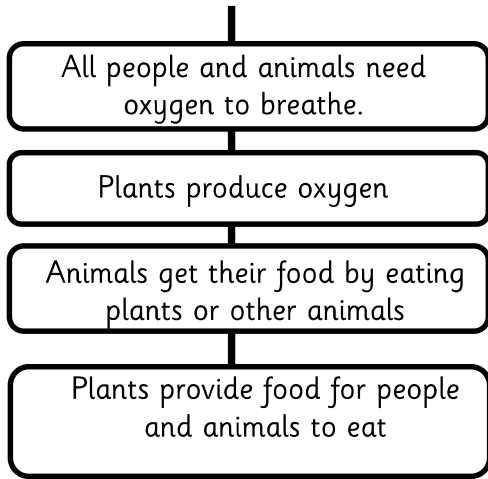 All people and animals need
oxygen to breathe.
Plants produce oxygen
Animals get their food by eating
plants or other animals
Plants provide food for people
and animals to eat